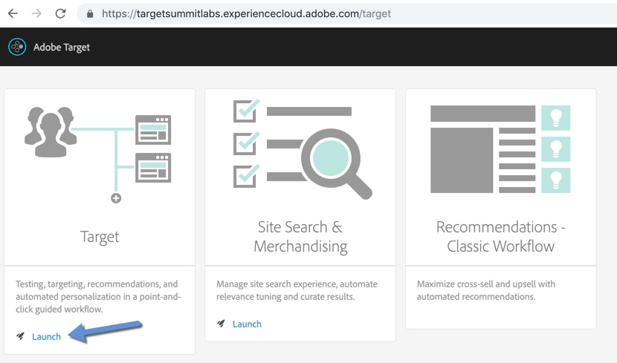 https://targetsummitlabs.experiencecloud.adobe.com/target
Adobe Target
Target
Testing, targeting, recommendations, and
automated personalization in a point-and-
click guided workflow.
Launch
Site Search &
Merchandising
Manage site search experience, automate
relevance tuning and curate results.
Launch
Recommendations -
Classic Workflow
Maximize cross-sell and upsell with
automated recommendations.